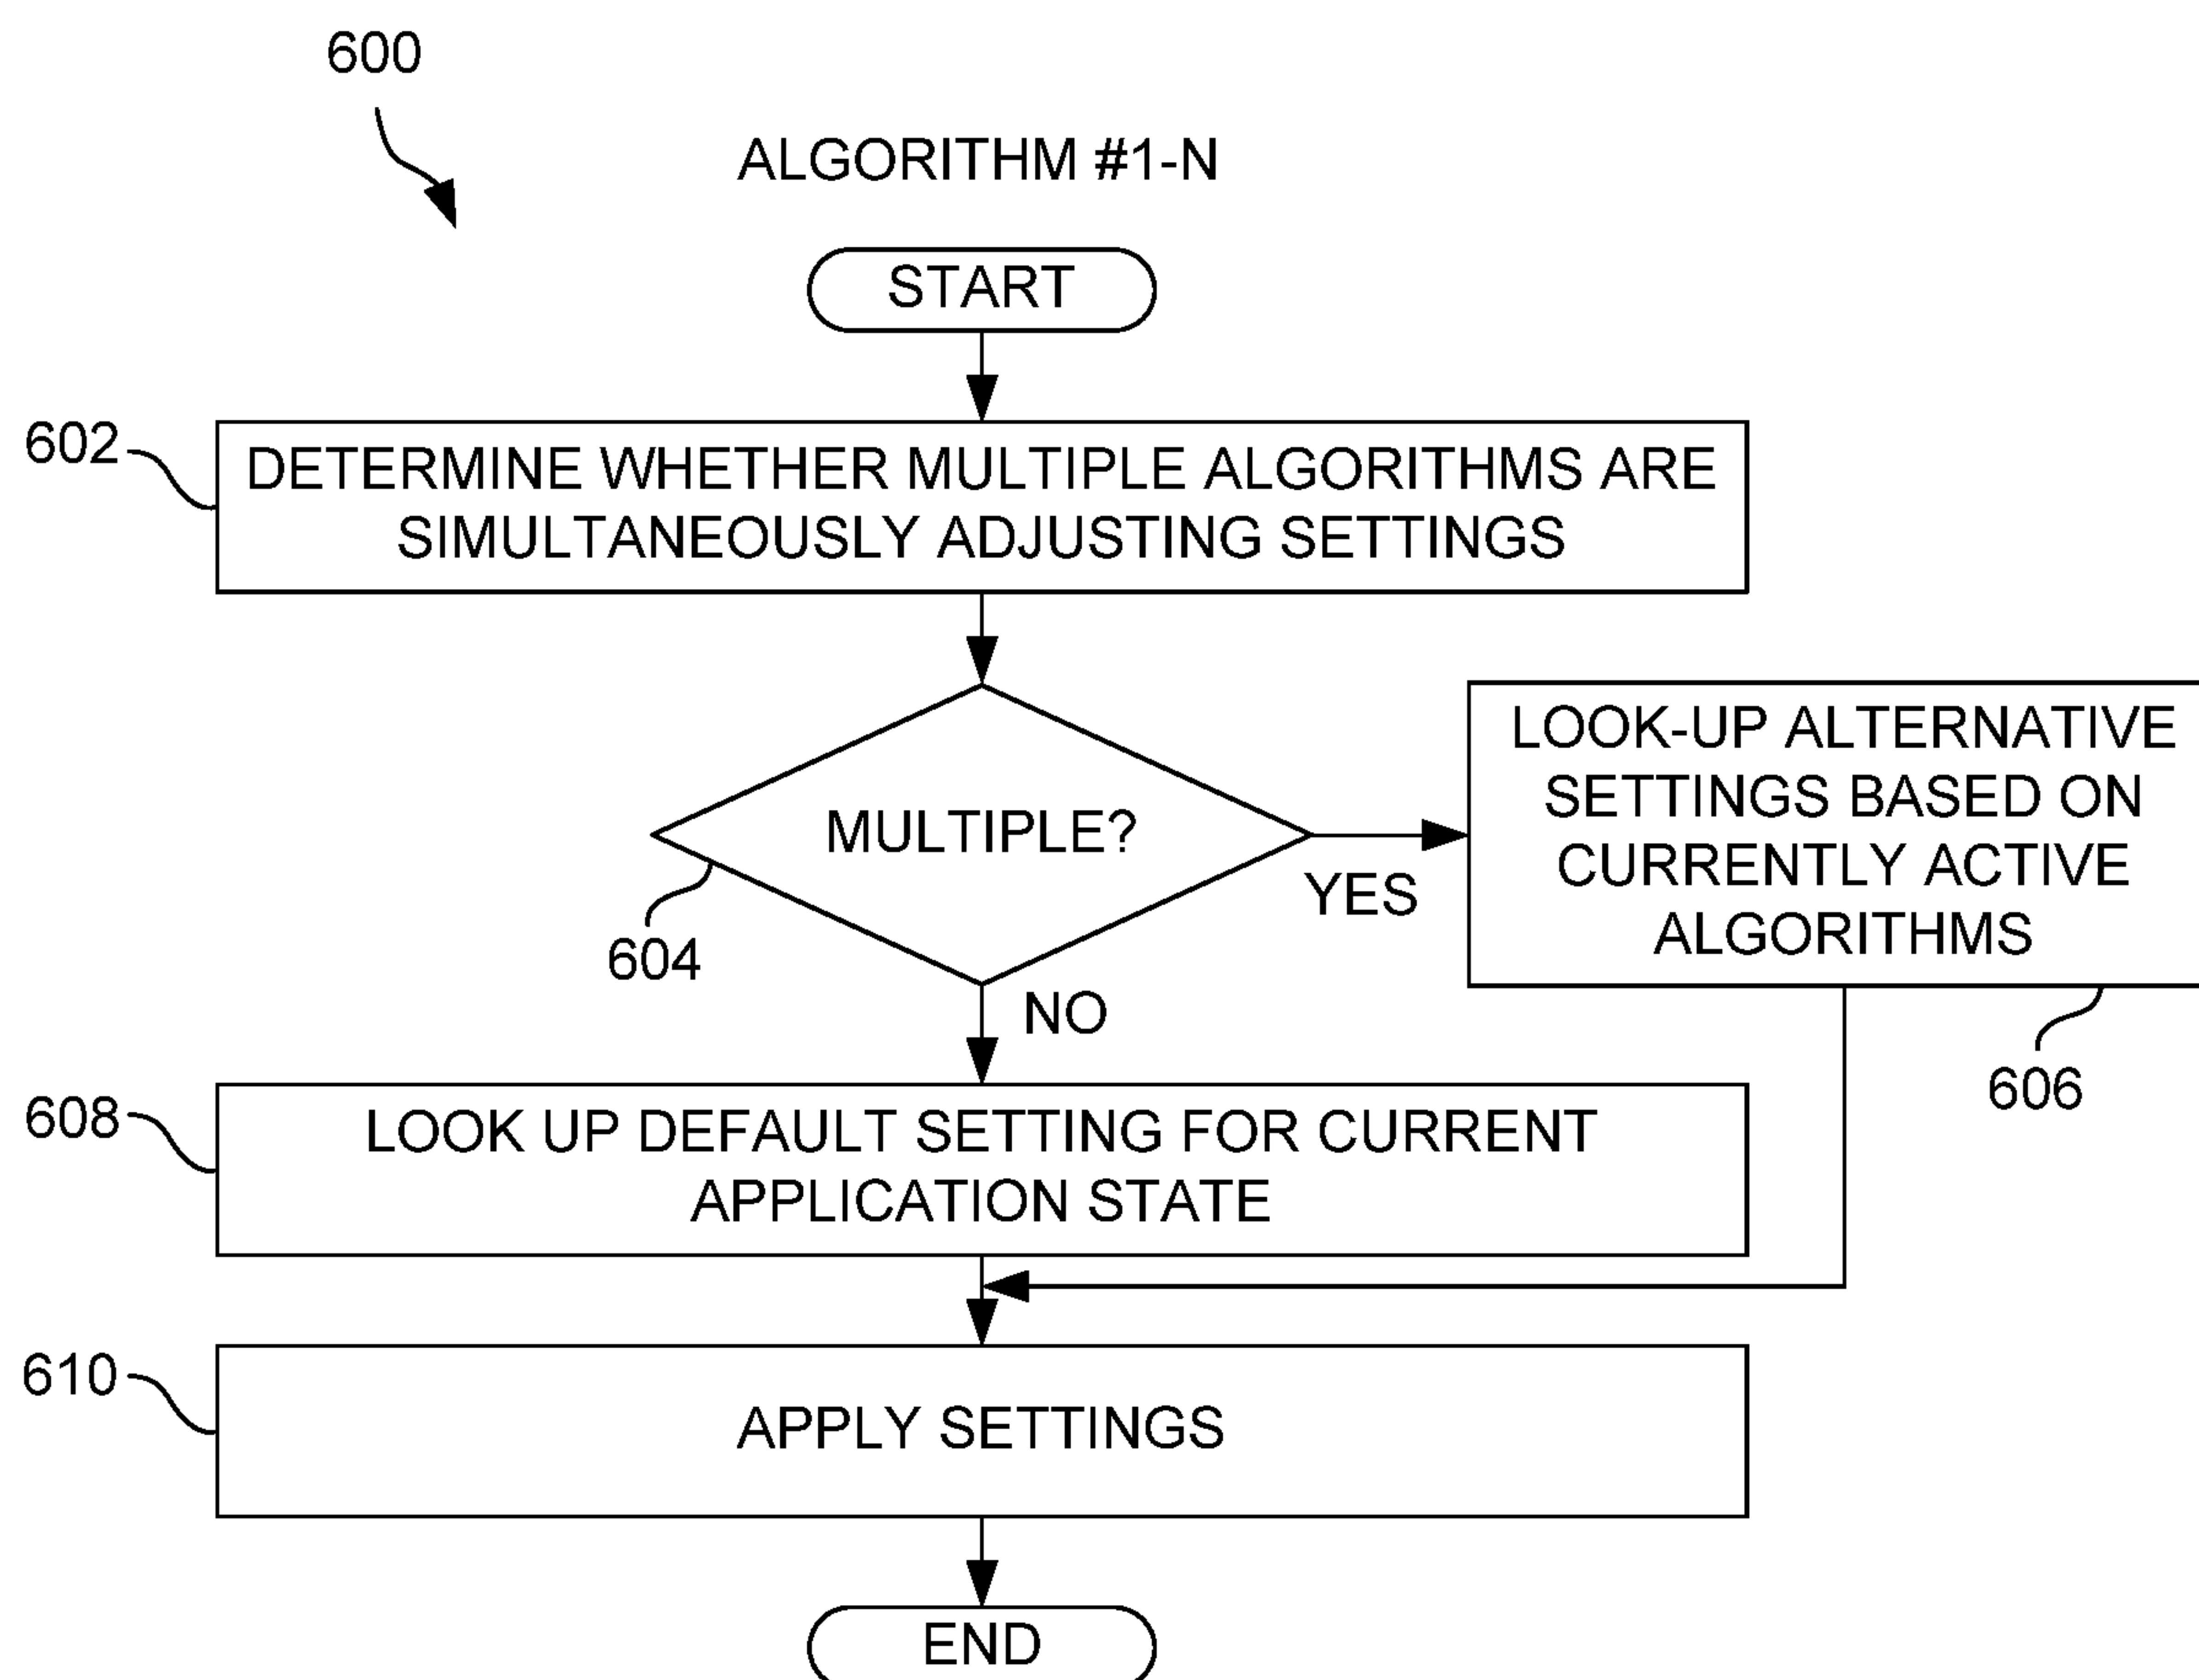 600
ALGORITHM #1-N
START
602
DETERMINE WHETHER MULTIPLE ALGORITHMS ARE
SIMULTANEOUSLY ADJUSTING SETTINGS
MULTIPLE?
604
YES
LOOK-UP ALTERNATIVE
SETTINGS BASED ON
CURRENTLY ACTIVE
ALGORITHMS
606
NO
608
LOOK UP DEFAULT SETTING FOR CURRENT
APPLICATION STATE
610
APPLY SETTINGS
END